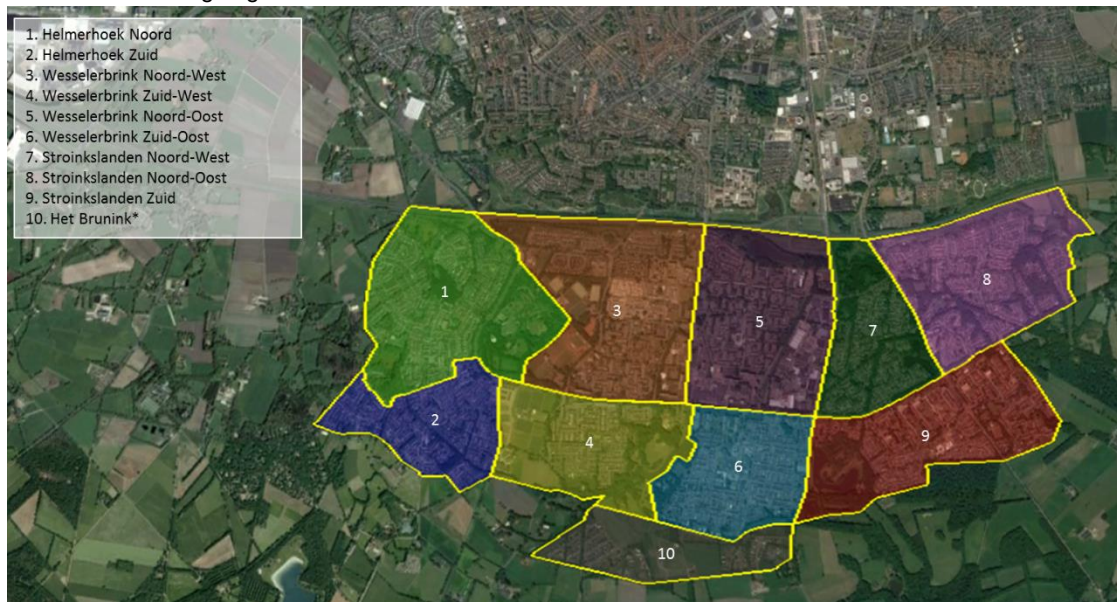 1. Helmerhoek Noord
2. Helmerhoek Zuid
3. Wesselerbrink Noord-West
4. Wesselerbrink Zuid-West
5. Wesselerbrink Noord-Oost
6. Wesselerbrink Zuid-Oost
7. Stroinkslanden Noord-West
8. Stroinkslanden Noord-Oost
9. Stroinkslanden Zuid
10. Het Brunink*
8
1
3
5
7
2
4
9
6
10